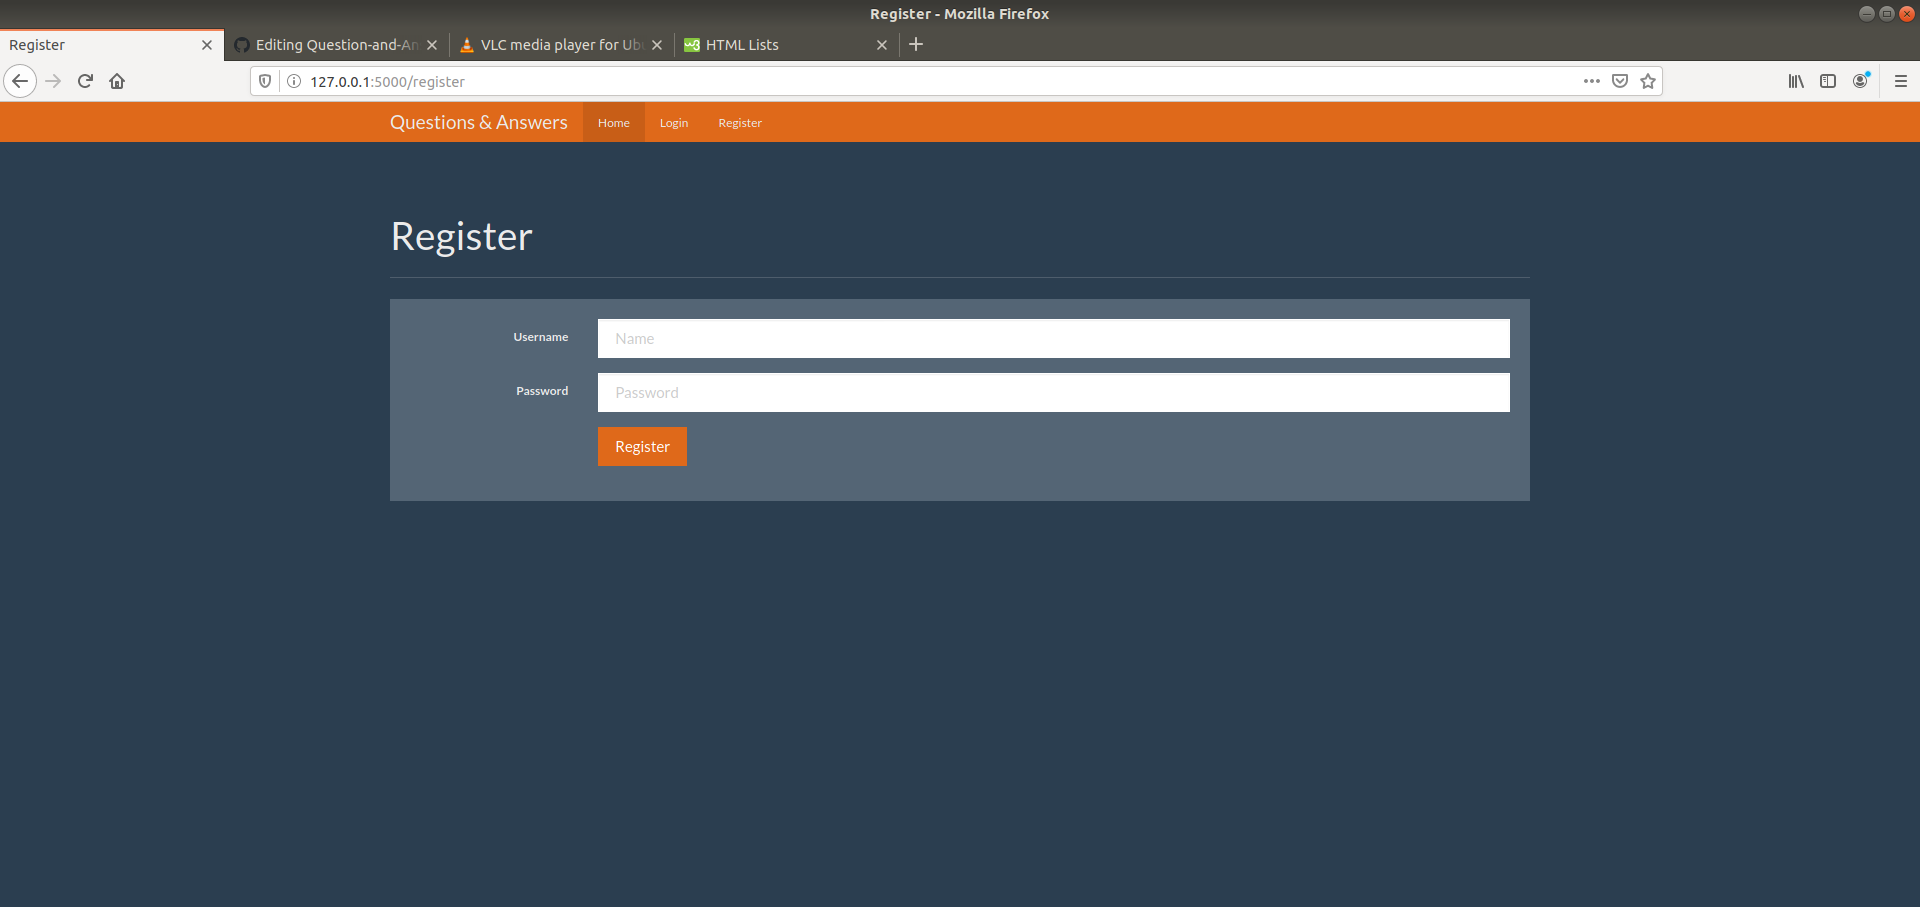 Register - Mozilla Firefox
Register
Editing Question-and-An
VLC media player for Ubu
HTML Lists
127.0.0.1:5000/register
Questions & Answers
Home
Login
Register
Register
Username
Name
Password
Password
Register